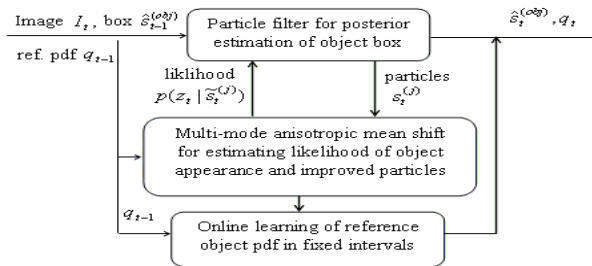 Image I_t, box ŝ_{t-1}^{(obj)}
ref. pdf q_{t-1}
Particle filter for posterior
estimation of object box
ŝ_t^{(obj)}, q_t
liklihood
p(z_t | s̃_t^{(j)})
particles
s_t^{(j)}
Multi-mode anisotropic mean shift
for estimating likelihood of object
appearance and improved particles
q_{t-1}
Online learning of reference
object pdf in fixed intervals